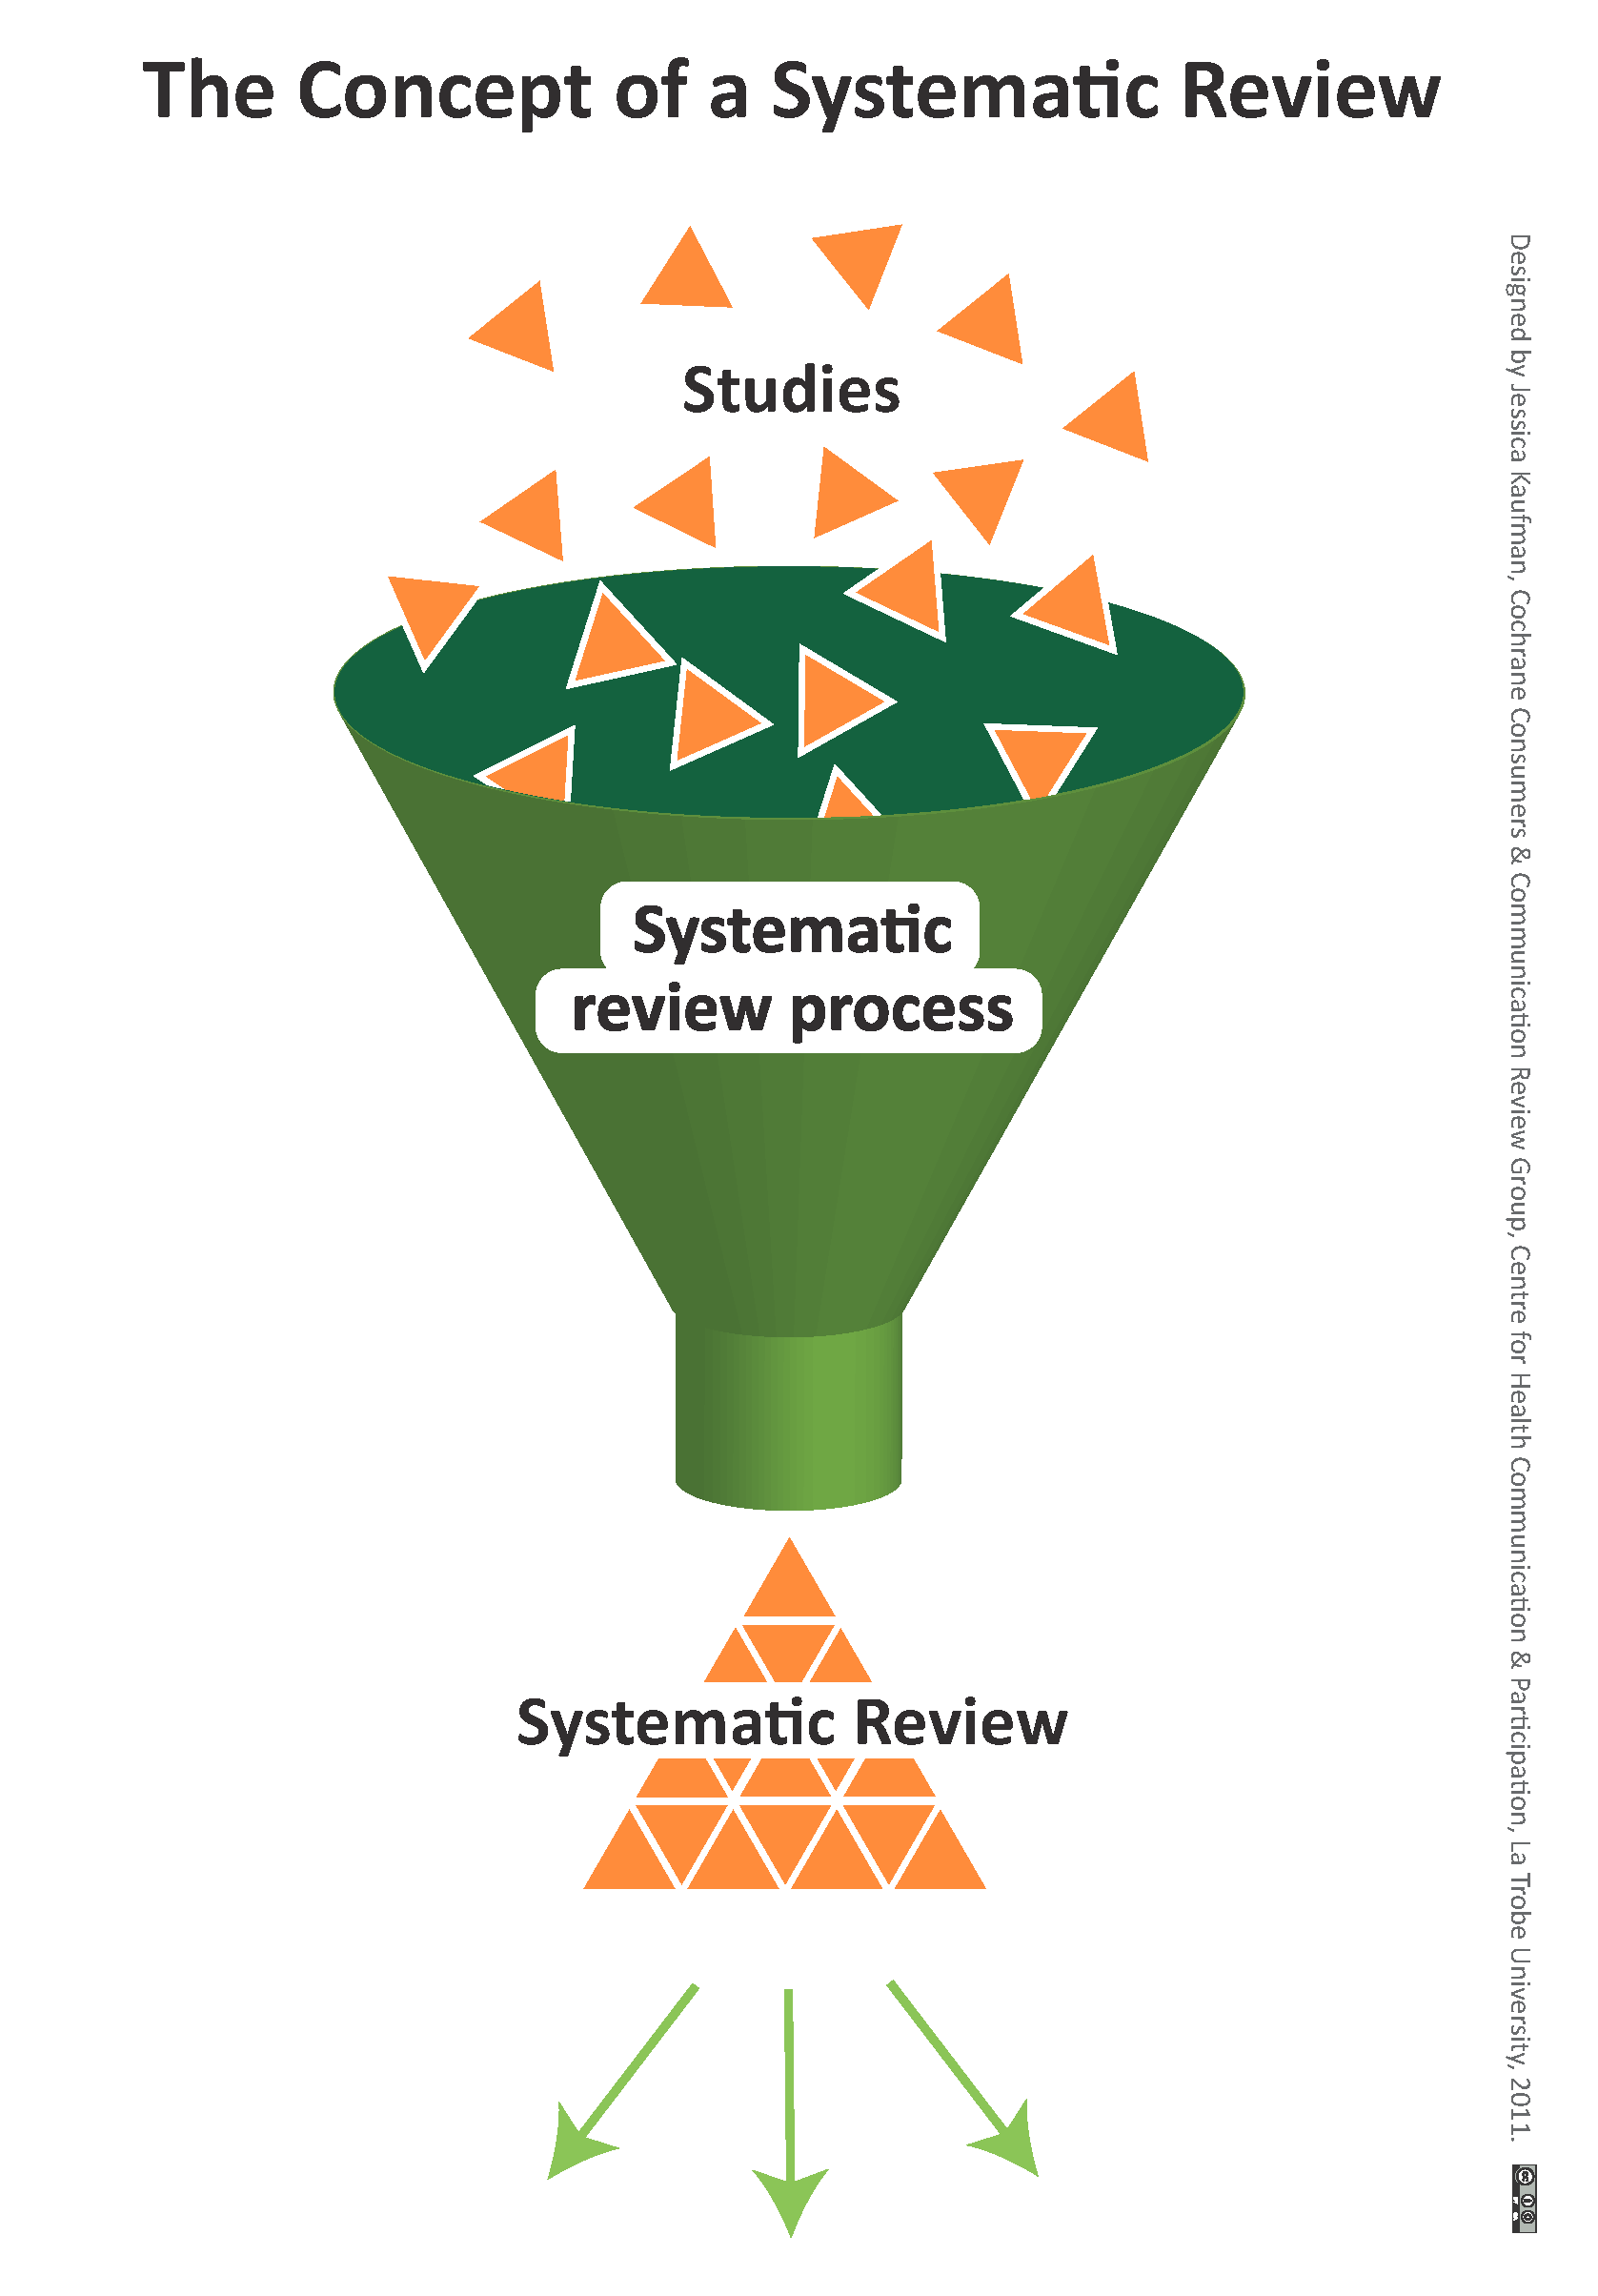 The Concept of a Systematic Review
Studies
Systematic
review process
Systematic Review
Designed by Jessica Kaufman, Cochrane Consumers & Communication Review Group, Centre for Health Communication & Participation, La Trobe University, 2011.